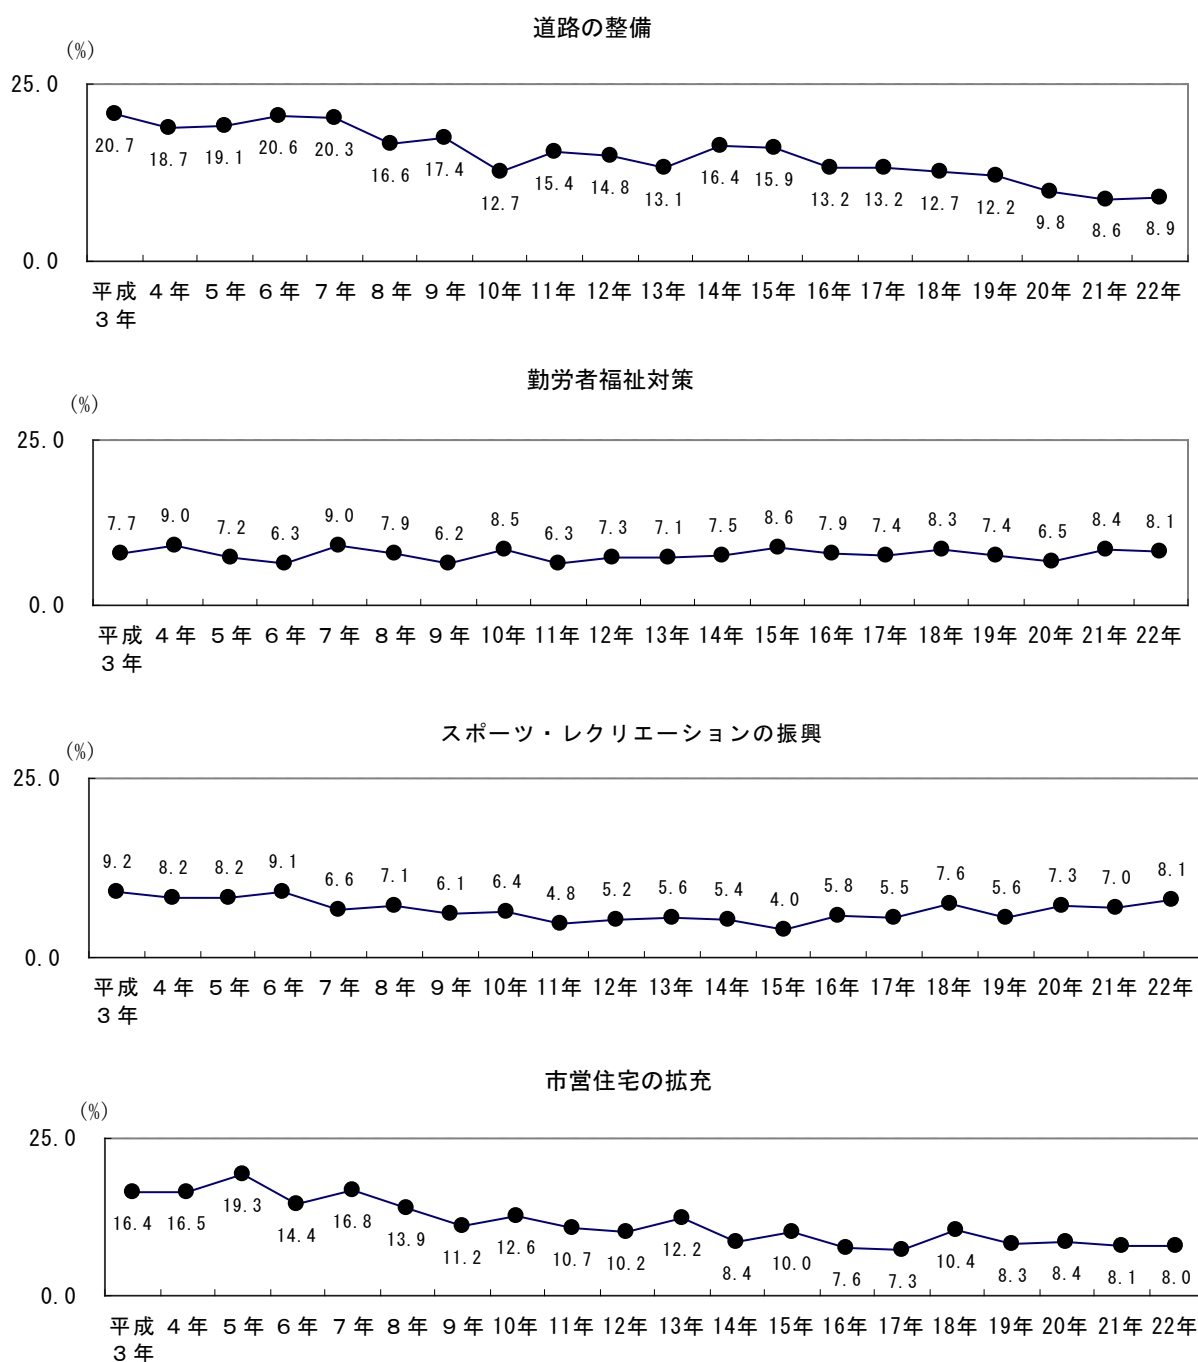 道路の整備
(%)
25.0
20.7 18.7 19.1 20.6 20.3 16.6 17.4 12.7 15.4 14.8 13.1 16.4 15.9 13.2 13.2 12.7 12.2 9.8 8.6 8.9
0.0
平成 4年 5年 6年 7年 8年 9年 10年 11年 12年 13年 14年 15年 16年 17年 18年 19年 20年 21年 22年
3年
勤労者福祉対策
(%)
25.0
7.7 9.0 7.2 6.3 9.0 7.9 6.2 8.5 6.3 7.3 7.1 7.5 8.6 7.9 7.4 8.3 7.4 6.5 8.4 8.1
0.0
平成 4年 5年 6年 7年 8年 9年 10年 11年 12年 13年 14年 15年 16年 17年 18年 19年 20年 21年 22年
3年
スポーツ・レクリエーションの振興
(%)
25.0
9.2 8.2 8.2 9.1 6.6 7.1 6.1 6.4 4.8 5.2 5.6 5.4 4.0 5.8 5.5 7.6 5.6 7.3 7.0 8.1
0.0
平成 4年 5年 6年 7年 8年 9年 10年 11年 12年 13年 14年 15年 16年 17年 18年 19年 20年 21年 22年
3年
市営住宅の拡充
(%)
25.0
16.4 16.5 19.3 14.4 16.8 13.9 11.2 12.6 10.7 10.2 12.2 8.4 10.0 7.6 7.3 10.4 8.3 8.4 8.1 8.0
0.0
平成 4年 5年 6年 7年 8年 9年 10年 11年 12年 13年 14年 15年 16年 17年 18年 19年 20年 21年 22年
3年